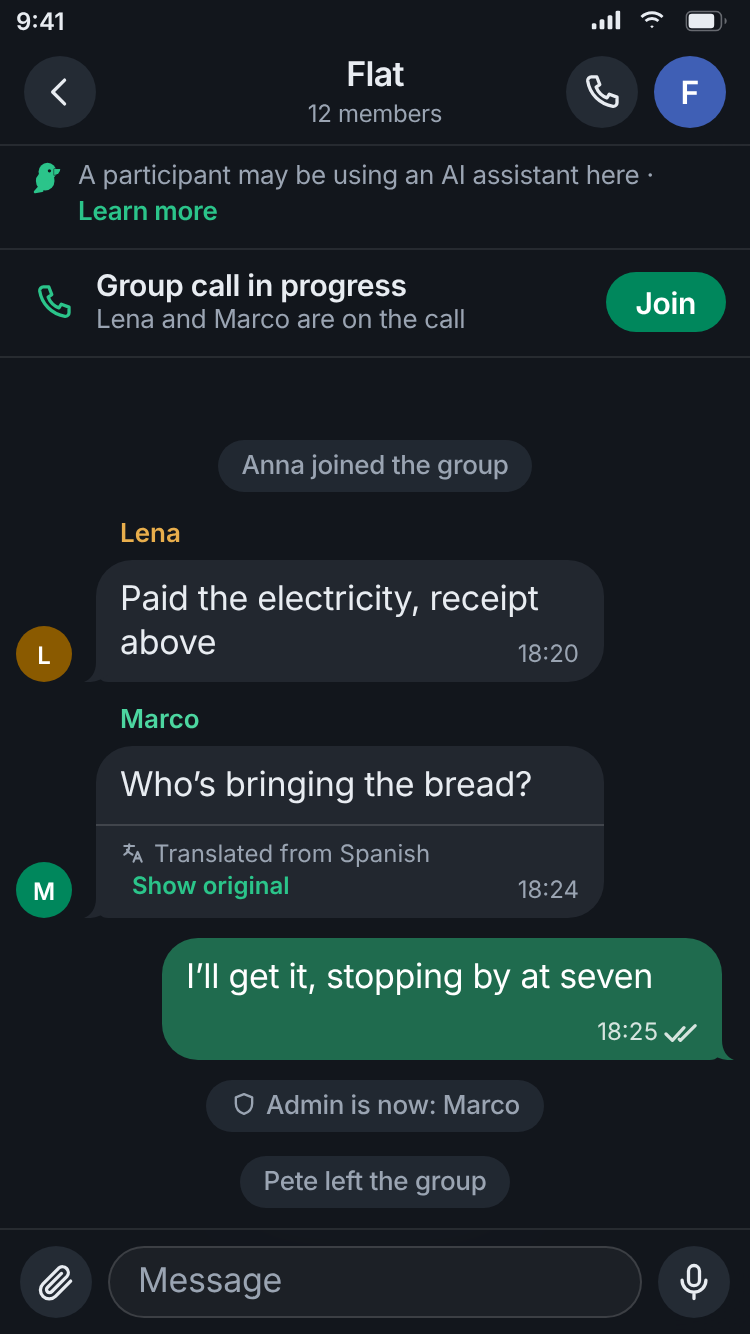 9:41
Flat
12 members
F
A participant may be using an AI assistant here ·
Learn more
Group call in progress
Lena and Marco are on the call
Join
Anna joined the group
Lena
Paid the electricity, receipt
above
18:20
L
Marco
Who’s bringing the bread?
Translated from Spanish
Show original
18:24
M
I’ll get it, stopping by at seven
18:25
Admin is now: Marco
Pete left the group
Message